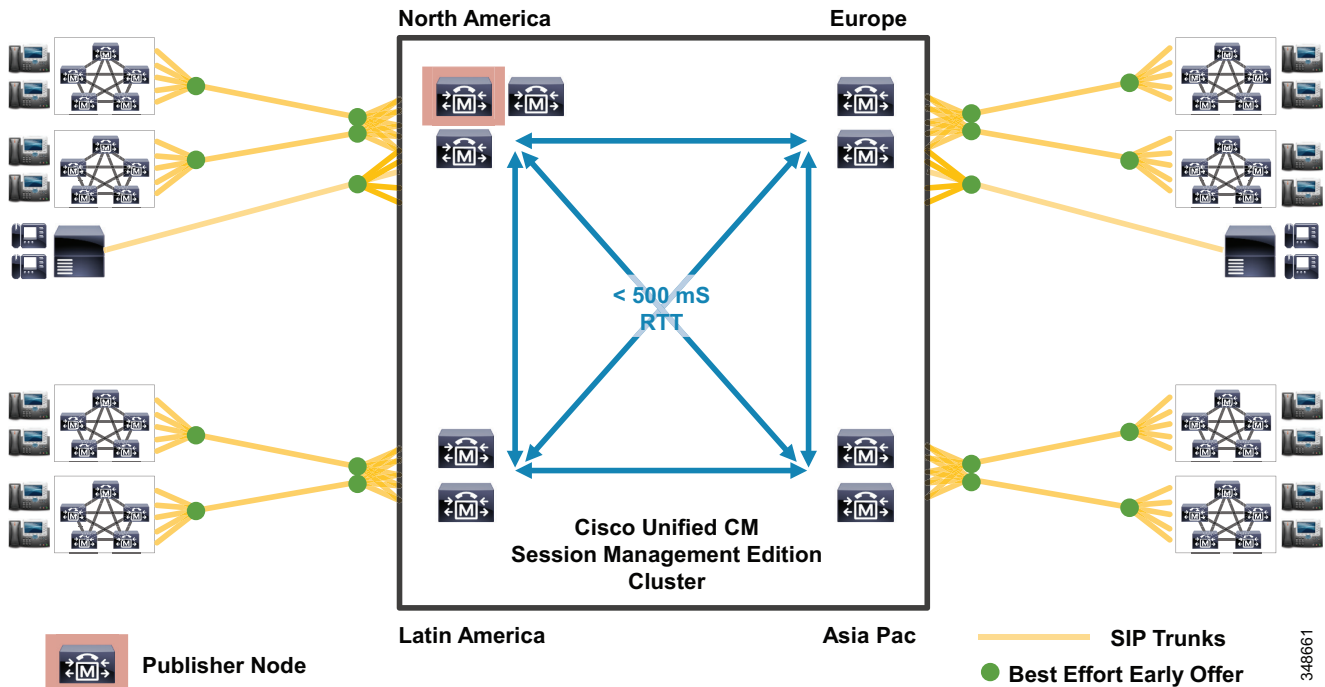 North America
Europe
< 500 mS
RTT
Cisco Unified CM
Session Management Edition
Cluster
Latin America
Asia Pac
Publisher Node
SIP Trunks
Best Effort Early Offer
348661
M
M
M
M
M
M
M
M
M
M